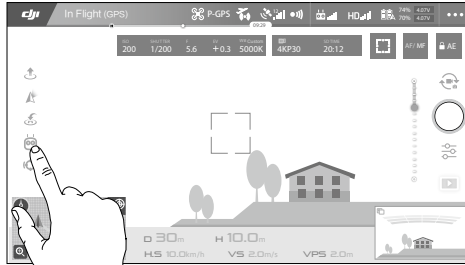 dji In Flight (GPS) P-GPS HD 74% 4.07V
70% 4.07V
09:29
ISO SHUTTER F EV WB Custom SD TIME
200 1/200 5.6 +0.3 5000K 4KP30 20:12 AF/ MF AE
D 30m H 10.0m
H.S 10.0km/h VS 2.0m/s VPS 2.0m